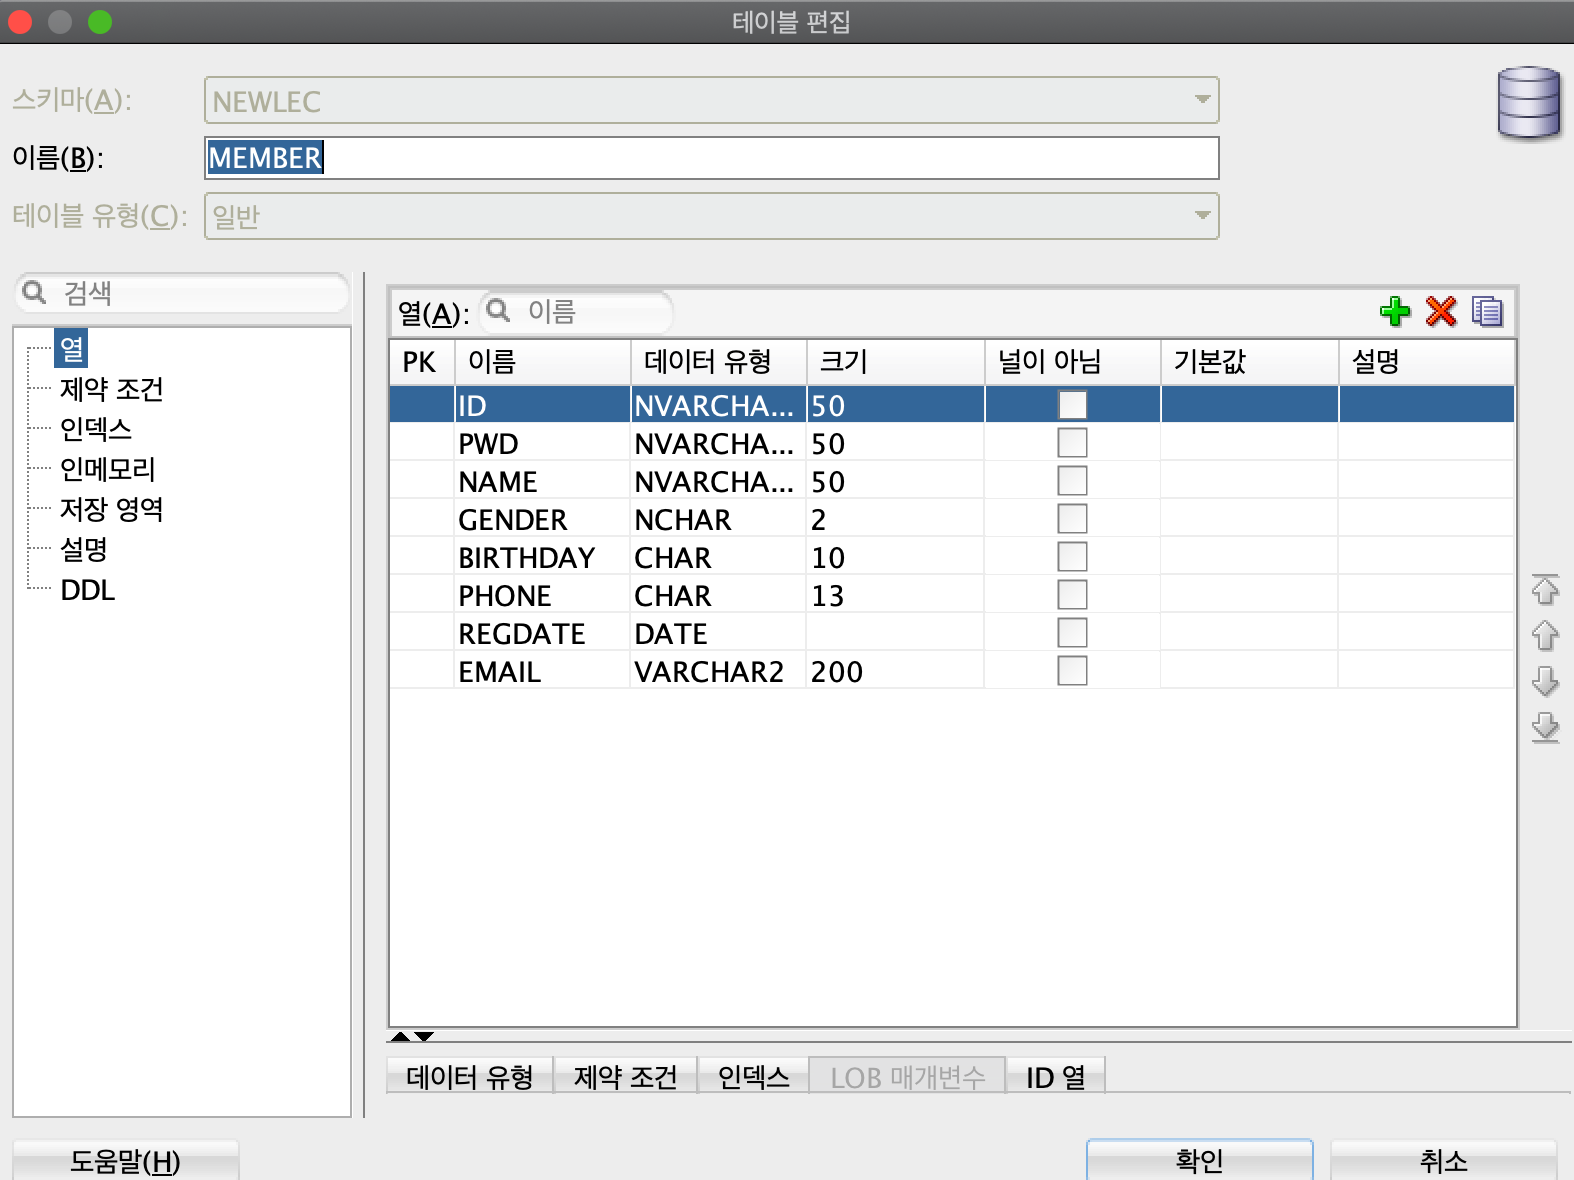 테이블 편집
스키마(A): NEWLEC
이름(B): MEMBER
테이블 유형(C): 일반
검색
열
제약 조건
인덱스
인메모리
저장 영역
설명
DDL
열(A): 이름
PK 이름 데이터 유형 크기 널이 아님 기본값 설명
ID NVARCHA... 50
PWD NVARCHA... 50
NAME NVARCHA... 50
GENDER NCHAR 2
BIRTHDAY CHAR 10
PHONE CHAR 13
REGDATE DATE
EMAIL VARCHAR2 200
데이터 유형 제약 조건 인덱스 LOB 매개변수 ID 열
도움말(H) 확인 취소